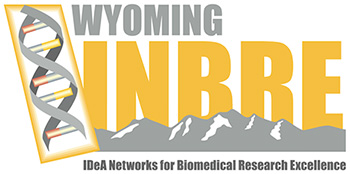 WYOMING
INBRE
IDeA Networks for Biomedical Research Excellence